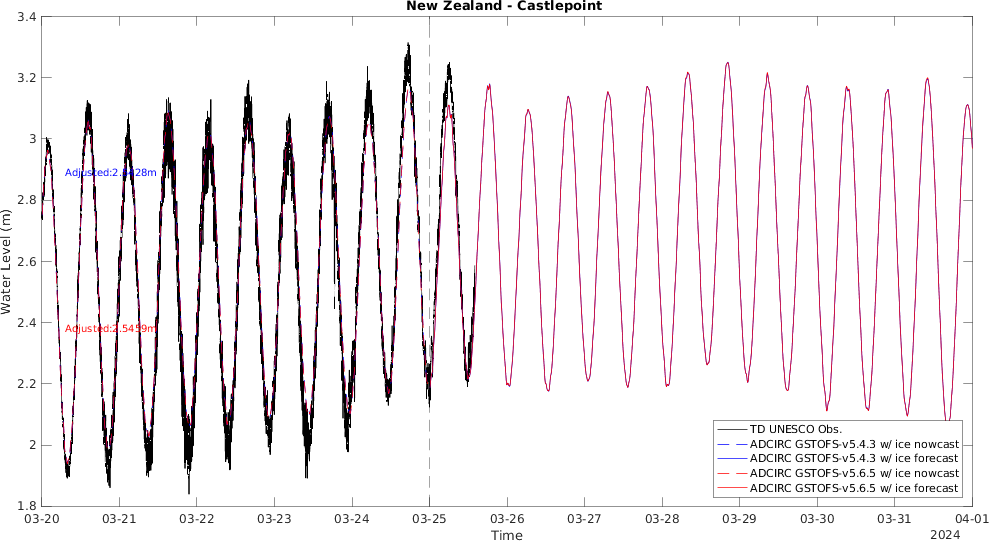 New Zealand - Castlepoint
3.4
3.2
3
2.8
2.6
2.4
2.2
2
1.8
Water Level (m)
Adjusted:2.5459m
03-20
03-21
03-22
03-23
03-24
03-25
03-26
03-27
03-28
03-29
03-30
03-31
04-01
Time
2024
TD UNESCO Obs.
ADCIRC GSTOFS-v5.4.3 w/ ice nowcast
ADCIRC GSTOFS-v5.4.3 w/ ice forecast
ADCIRC GSTOFS-v5.6.5 w/ ice nowcast
ADCIRC GSTOFS-v5.6.5 w/ ice forecast